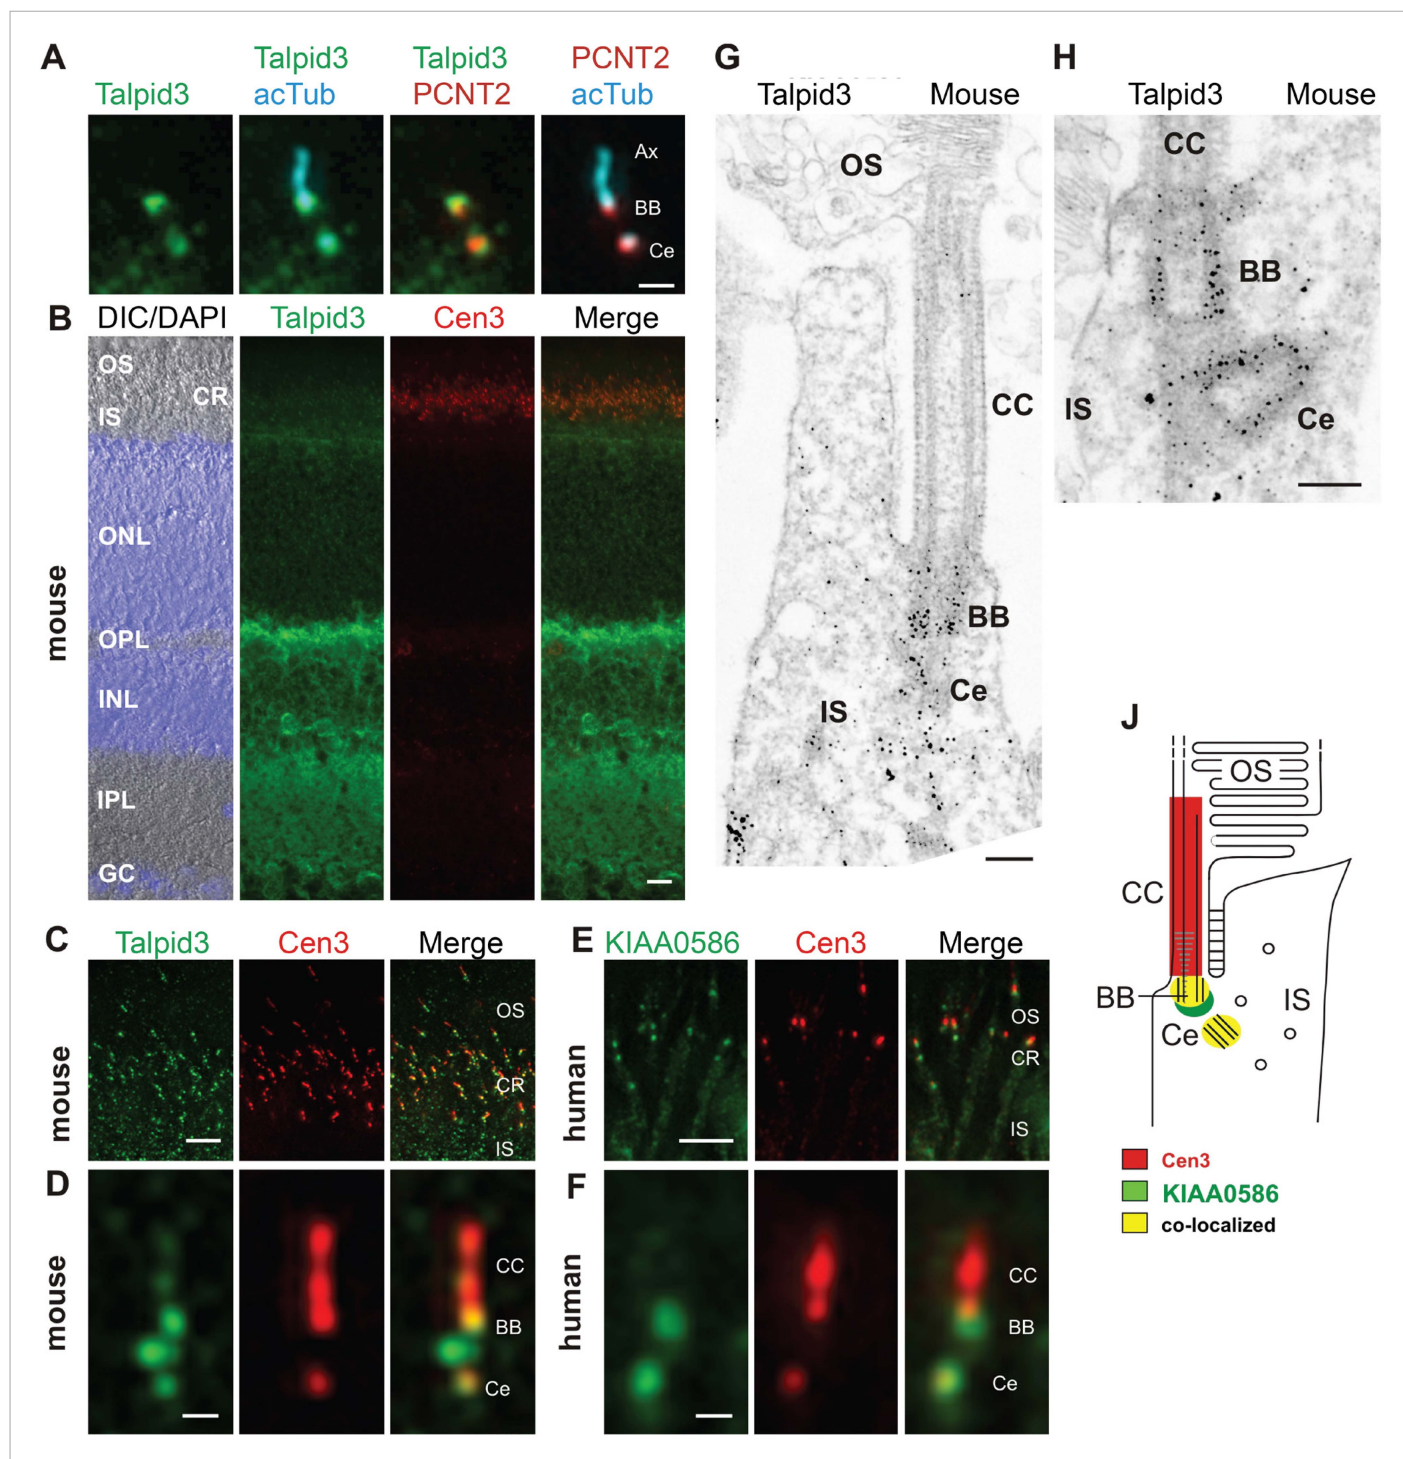 A
Talpid3
Talpid3
acTub
Talpid3
PCNT2
PCNT2
acTub
Ax
BB
Ce
B
DIC/DAPI
Talpid3
Cen3
Merge
mouse
OS
CR
IS
ONL
OPL
INL
IPL
GC
C
Talpid3
Cen3
Merge
mouse
OS
CR
IS
D
mouse
CC
BB
Ce
E
KIAA0586
Cen3
Merge
human
OS
CR
IS
F
human
CC
BB
Ce
G
Talpid3
Mouse
OS
CC
BB
Ce
IS
H
Talpid3
Mouse
CC
BB
IS
Ce
J
OS
CC
BB
IS
Ce
Cen3
KIAA0586
co-localized